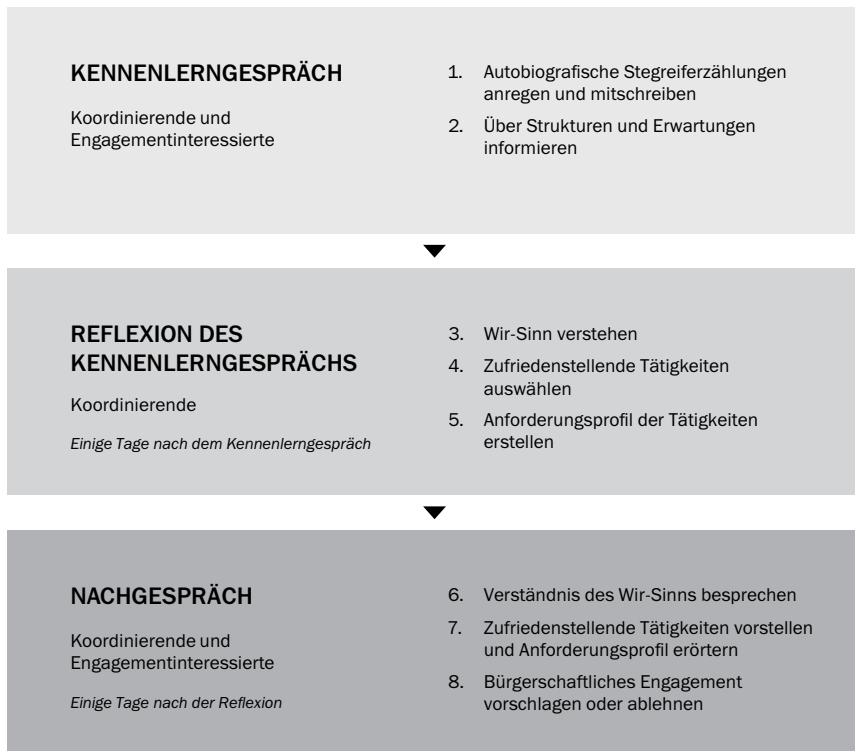 KENNENLERNGESPRÄCH
Koordinierende und
Engagementinteressierte
1. Autobiografische Stegreiferzählungen
anregen und mitschreiben
2. Über Strukturen und Erwartungen
informieren
REFLEXION DES
KENNENLERNGESPRÄCHS
Koordinierende
Einige Tage nach dem Kennenlerngespräch
3. Wir-Sinn verstehen
4. Zufriedenstellende Tätigkeiten
auswählen
5. Anforderungsprofil der Tätigkeiten
erstellen
NACHGESPRÄCH
Koordinierende und
Engagementinteressierte
Einige Tage nach der Reflexion
6. Verständnis des Wir-Sinns besprechen
7. Zufriedenstellende Tätigkeiten vorstellen
und Anforderungsprofil erörtern
8. Bürgerschaftliches Engagement
vorschlagen oder ablehnen